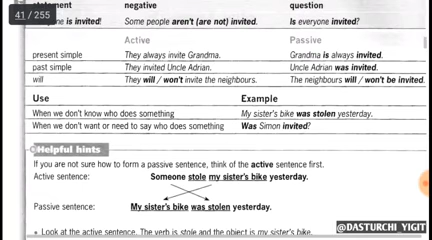 statement negative question
41 / 255
one is invited! Some people aren't (are not) invited. Is everyone invited?
Active Passive
present simple They always invite Grandma. Grandma is always invited.
past simple They invited Uncle Adrian. Uncle Adrian was invited.
will They will / won't invite the neighbours. The neighbours will / won't be invited.
Use Example
When we don't know who does something My sister's bike was stolen yesterday.
When we don't want or need to say who does something Was Simon invited?
Helpful hints
If you are not sure how to form a passive sentence, think of the active sentence first.
Active sentence: Someone stole my sister's bike yesterday.
Passive sentence: My sister's bike was stolen yesterday.
@DASTURCHI_YIGIT
• Look at the active sentence. The verb is stole and the object is my sister's bike.